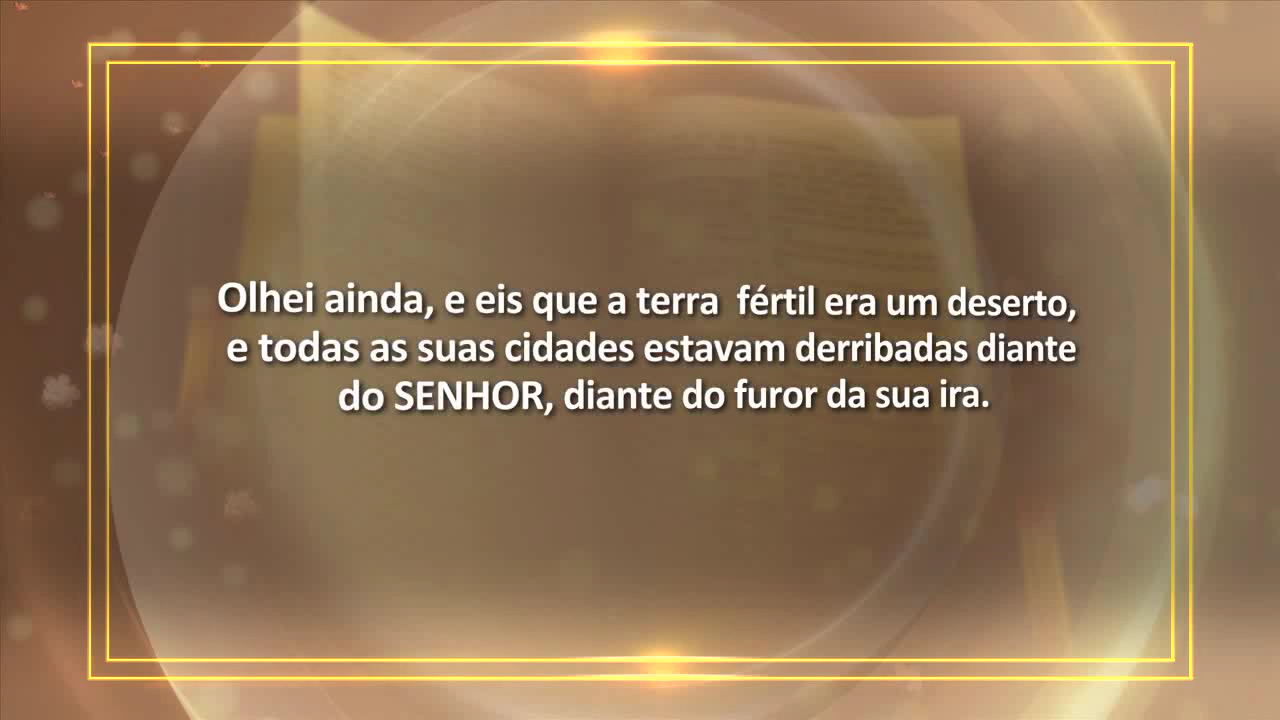 Olhei ainda, e eis que a terra fértil era um deserto,
e todas as suas cidades estavam derribadas diante
do SENHOR, diante do furor da sua ira.